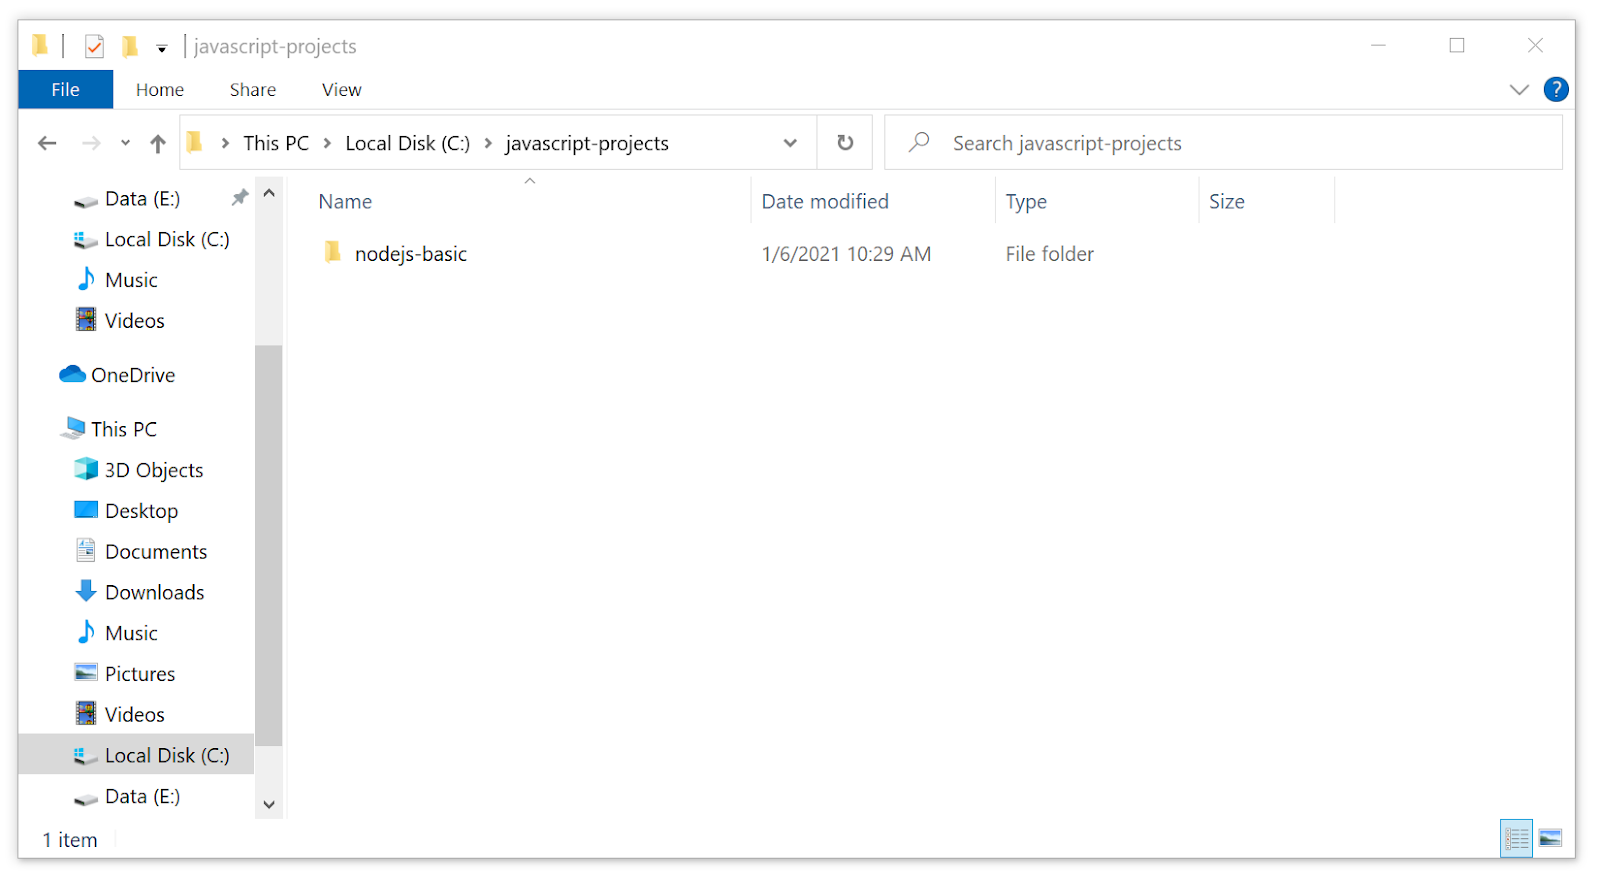 javascript-projects
File Home Share View ?
This PC Local Disk (C:) javascript-projects Search javascript-projects
Name Date modified Type Size
nodejs-basic 1/6/2021 10:29 AM File folder
Data (E:)
Local Disk (C:)
Music
Videos
OneDrive
This PC
3D Objects
Desktop
Documents
Downloads
Music
Pictures
Videos
Local Disk (C:)
Data (E:)
1 item